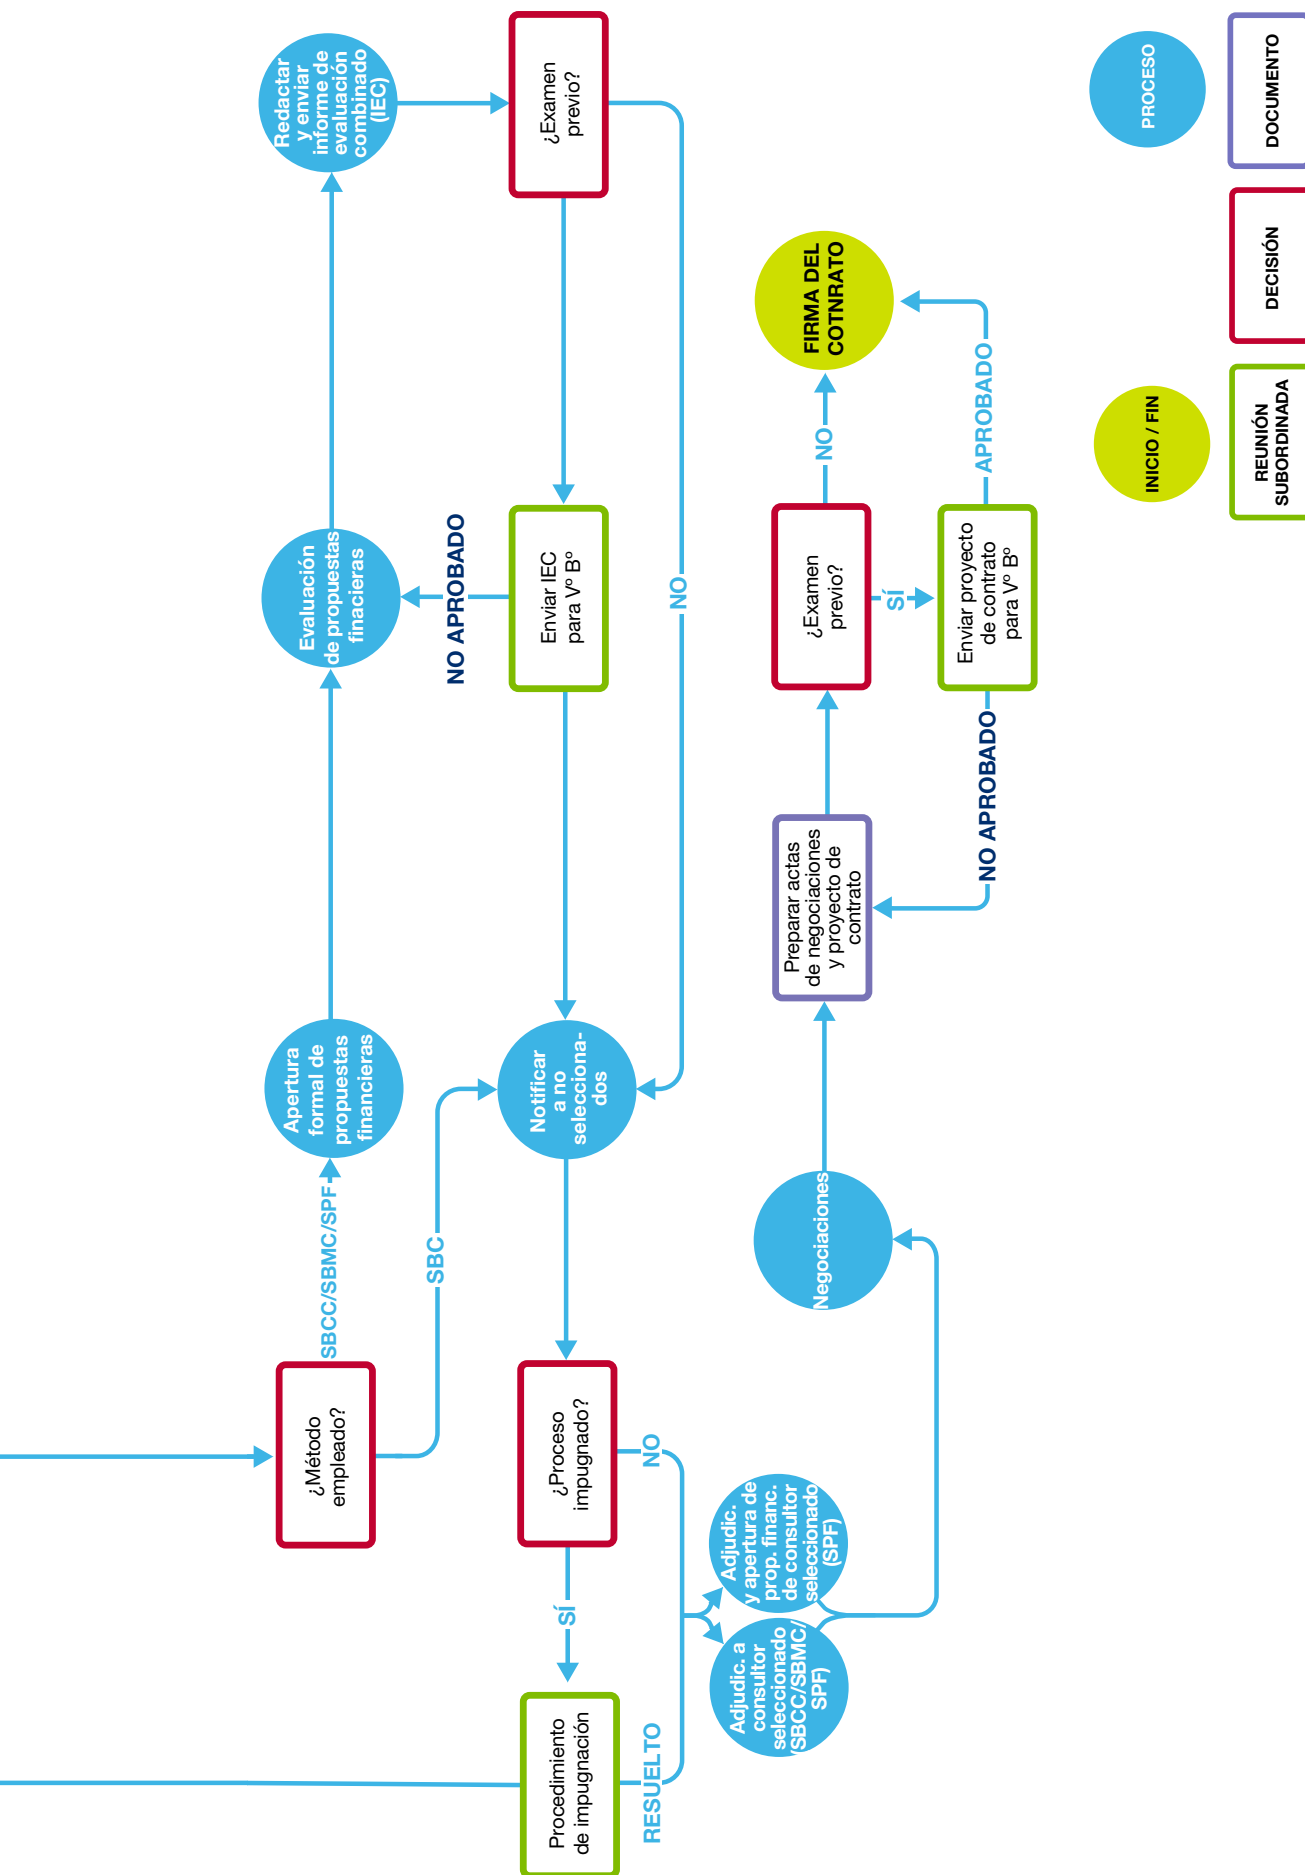 ¿Método
empleado?
SBCC/SBMC/SPF
Apertura
formal de
propuestas
financieras
Evaluación
de propuestas
finacieras
Redactar
y enviar
informe de
evaluación
combinado
(IEC)
SBC
NO APROBADO
Procedimiento
de impugnación
SÍ
¿Proceso
impugnado?
Notificar
a no
selecciona-
dos
Enviar IEC
para Vº Bº
¿Examen
previo?
RESUELTO
NO
NO
Adjudic. a
consultor
seleccionado
(SBCC/SBMC/
SPF)
Adjudic.
y apertura de
prop. financ.
de consultor
seleccionado
(SPF)
Negociaciones
Preparar actas
de negociaciones
y proyecto de
contrato
¿Examen
previo?
NO
FIRMA DEL
COTNRATO
SÍ
NO APROBADO
Enviar proyecto
de contrato
para Vº Bº
APROBADO
INICIO / FIN
PROCESO
REUNIÓN
SUBORDINADA
DECISIÓN
DOCUMENTO